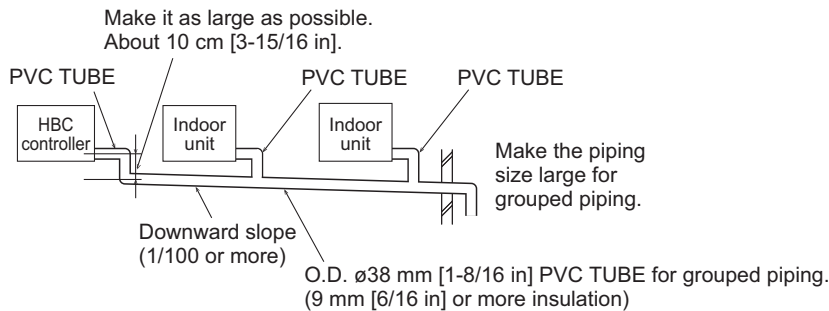 Make it as large as possible.
About 10 cm [3-15/16 in].
PVC TUBE
PVC TUBE
PVC TUBE
HBC
controller
Indoor
unit
Indoor
unit
Make the piping
size large for
grouped piping.
Downward slope
(1/100 or more)
O.D. ø38 mm [1-8/16 in] PVC TUBE for grouped piping.
(9 mm [6/16 in] or more insulation)